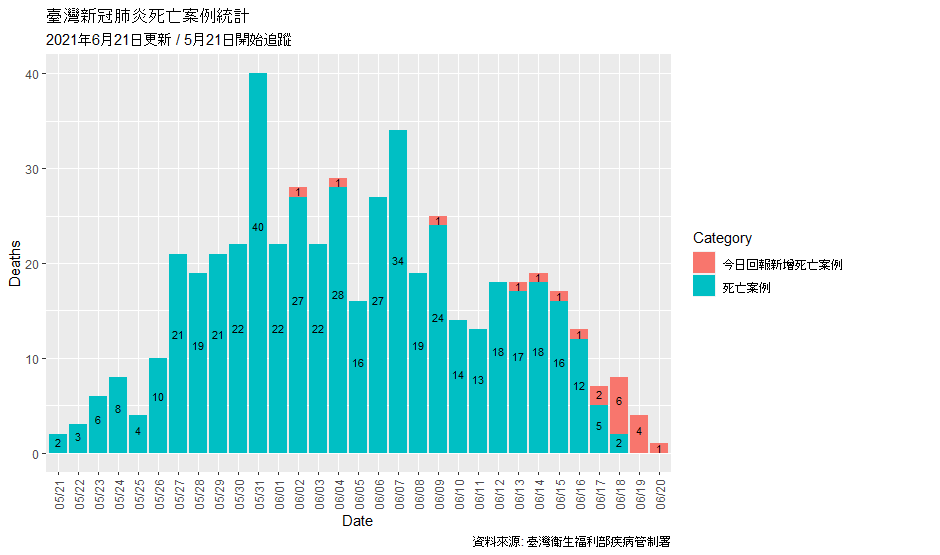 臺灣新冠肺炎死亡案例統計
2021年6月21日更新 / 5月21日開始追蹤
Deaths
40
30
20
10
0
1 1 1 1 1 1 1 2 6 4 1
2 3 6 8 4 10 21 19 21 22 40 22 27 22 28 16 27 34 19 24 14 13 18 17 18 16 12 5 2
05/21 05/22 05/23 05/24 05/25 05/26 05/27 05/28 05/29 05/30 05/31 06/01 06/02 06/03 06/04 06/05 06/06 06/07 06/08 06/09 06/10 06/11 06/12 06/13 06/14 06/15 06/16 06/17 06/18 06/19 06/20
Date
Category
今日回報新增死亡案例
死亡案例
資料來源: 臺灣衛生福利部疾病管制署